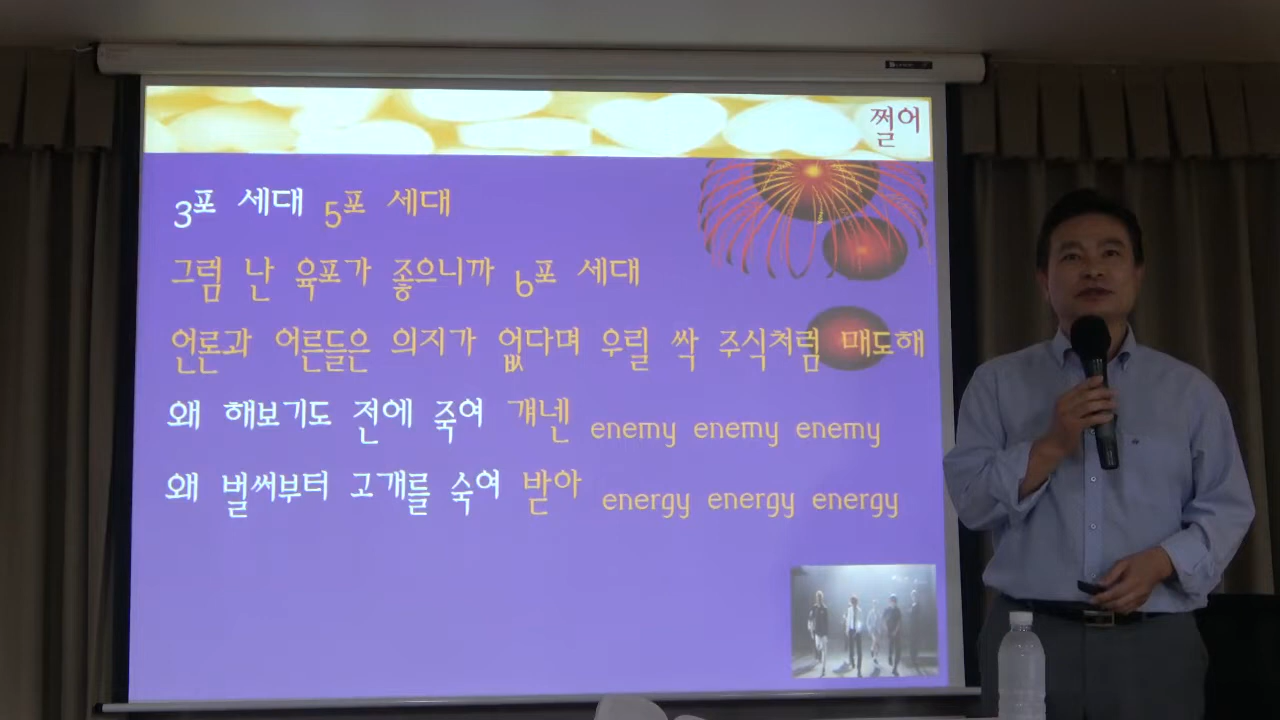 쩔어
3포 세대 5포 세대
그럼 난 육포가 좋으니까 6포 세대
언론과 어른들은 의지가 없다며 우릴 싹 주식처럼 매도해
왜 해보기도 전에 죽여 걔넨 enemy enemy enemy
왜 벌써부터 고개를 숙여 받아 energy energy energy